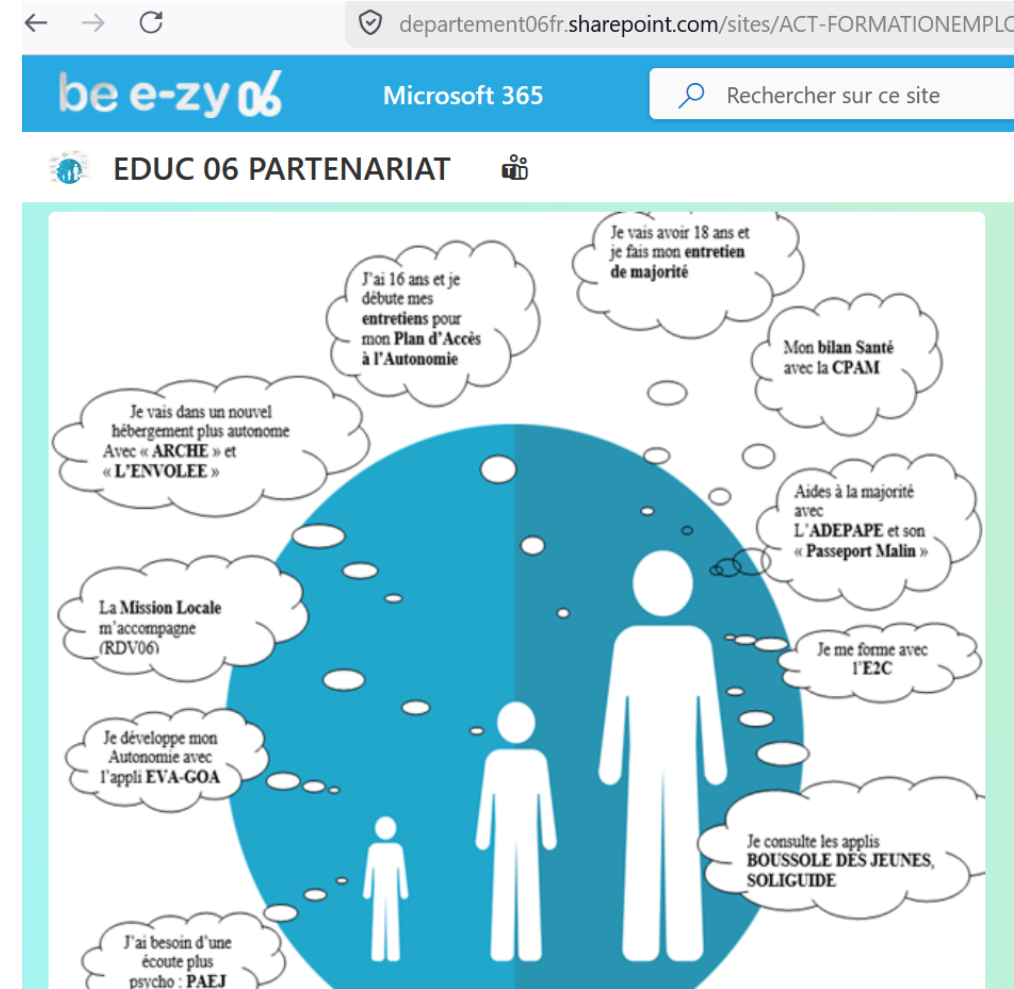 departement06fr.sharepoint.com/sites/ACT-FORMATIONEMPLO
be e-zy 06
Microsoft 365
Rechercher sur ce site
EDUC 06 PARTENARIAT
Je vais avoir 18 ans et
je fais mon entretien
de majorité
J'ai 16 ans et je
débute mes
entretiens pour
mon Plan d'Accès
à l'Autonomie
Mon bilan Santé
avec la CPAM
Je vais dans un nouvel
hébergement plus autonome
Avec « ARCHE » et
« L'ENVOLEE »
Aides à la majorité
avec
L'ADEPAPE et son
« Passeport Malin »
La Mission Locale
m'accompagne
(RDV06)
Je me forme avec
l'E2C
Je développe mon
Autonomie avec
l'appli EVA-GOA
Je consulte les applis
BOUSSOLE DES JEUNES,
SOLIGUIDE
J'ai besoin d'une
écoute plus
psycho : PAEJ